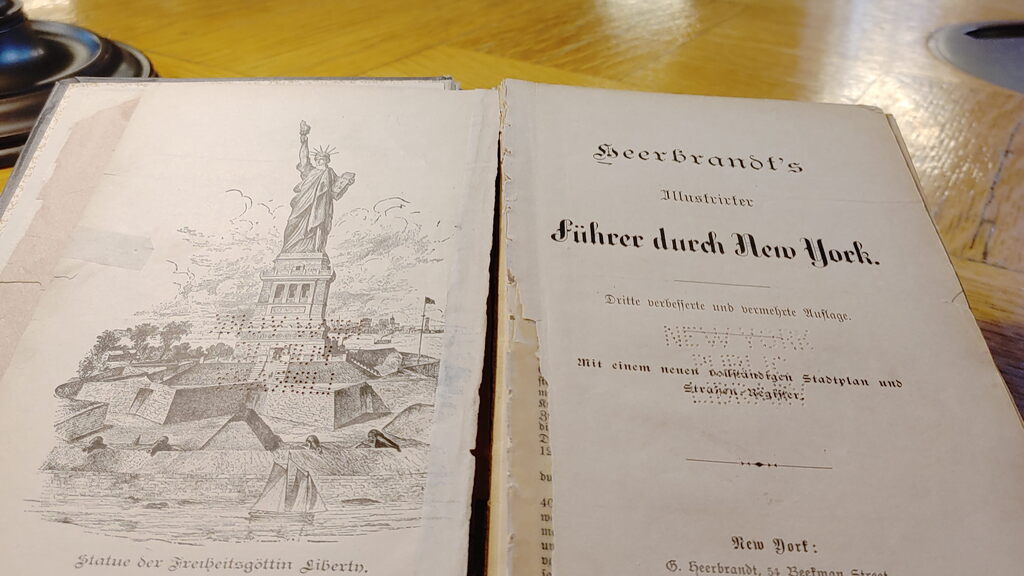 Statue der Freiheitsgöttin Liberty.
Heerbrandt's
Illustrirter
Führer durch New York.
Dritte verbesserte und vermehrte Auflage.
NEW YORK
Mit einem neuen vollständigen Stadtplan und
Straßen-Register.
New York:
G. Heerbrandt, 54 Beekman Street